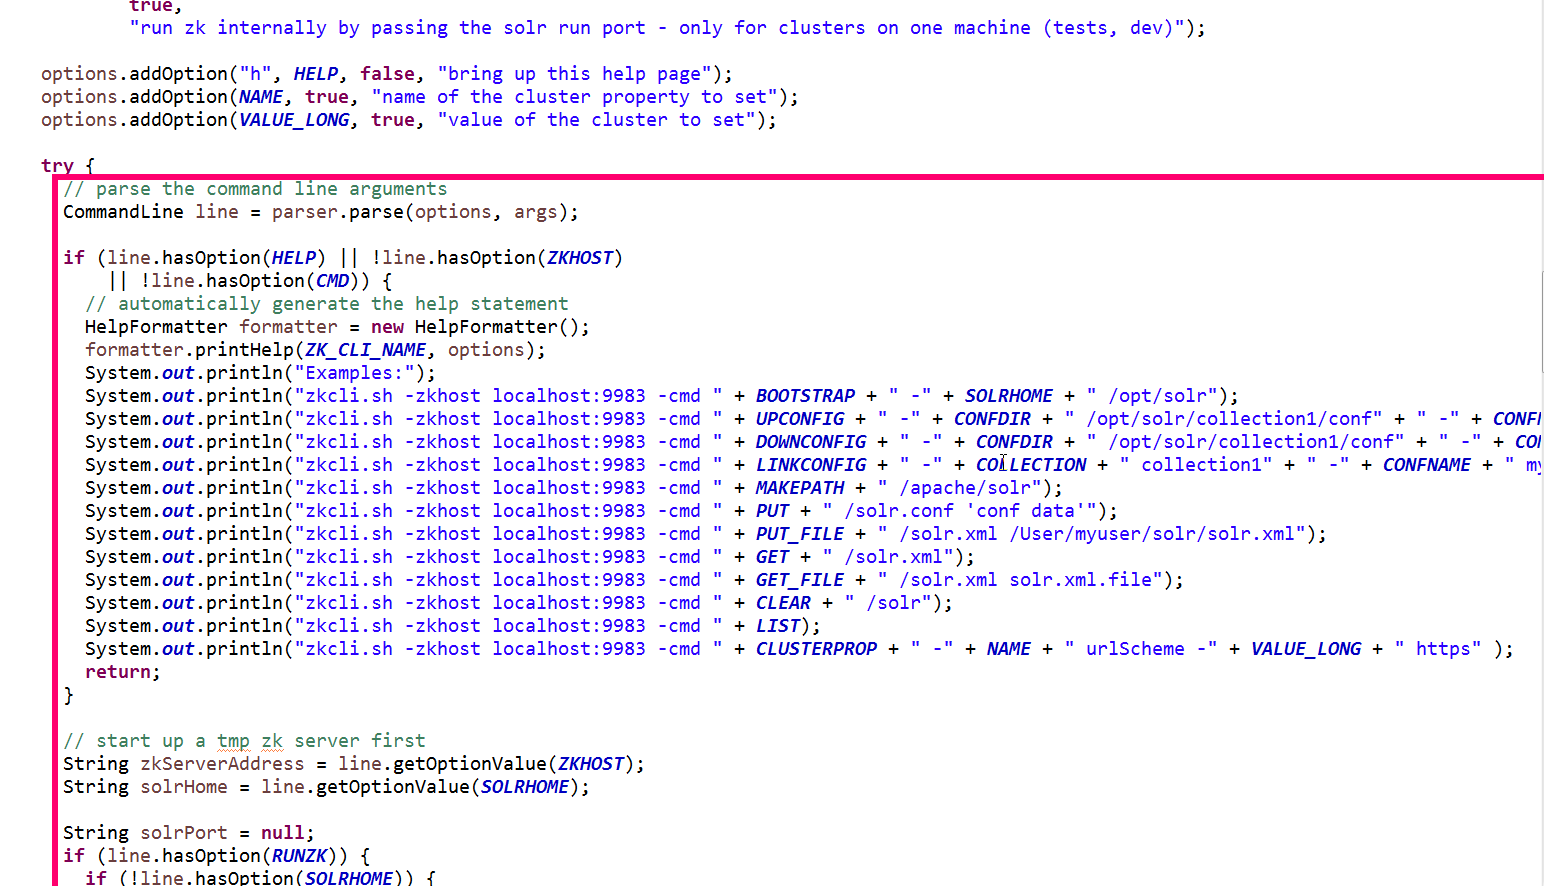 true,
"run zk internally by passing the solr run port - only for clusters on one machine (tests, dev)");
options.addOption("h", HELP, false, "bring up this help page");
options.addOption(NAME, true, "name of the cluster property to set");
options.addOption(VALUE_LONG, true, "value of the cluster to set");
try {
// parse the command line arguments
CommandLine line = parser.parse(options, args);
if (line.hasOption(HELP) || !line.hasOption(ZKHOST)
|| !line.hasOption(CMD)) {
// automatically generate the help statement
HelpFormatter formatter = new HelpFormatter();
formatter.printHelp(ZK_CLI_NAME, options);
System.out.println("Examples:");
System.out.println("zkcli.sh -zkhost localhost:9983 -cmd " + BOOTSTRAP + " -" + SOLRHOME + " /opt/solr");
System.out.println("zkcli.sh -zkhost localhost:9983 -cmd " + UPCONFIG + " -" + CONFDIR + " /opt/solr/collection1/conf" + " -" + CONF
System.out.println("zkcli.sh -zkhost localhost:9983 -cmd " + DOWNCONFIG + " -" + CONFDIR + " /opt/solr/collection1/conf" + " -" + CO
System.out.println("zkcli.sh -zkhost localhost:9983 -cmd " + LINKCONFIG + " -" + COLLECTION + " collection1" + " -" + CONFNAME + " my
System.out.println("zkcli.sh -zkhost localhost:9983 -cmd " + MAKEPATH + " /apache/solr");
System.out.println("zkcli.sh -zkhost localhost:9983 -cmd " + PUT + " /solr.conf 'conf data'");
System.out.println("zkcli.sh -zkhost localhost:9983 -cmd " + PUT_FILE + " /solr.xml /User/myuser/solr/solr.xml");
System.out.println("zkcli.sh -zkhost localhost:9983 -cmd " + GET + " /solr.xml");
System.out.println("zkcli.sh -zkhost localhost:9983 -cmd " + GET_FILE + " /solr.xml solr.xml.file");
System.out.println("zkcli.sh -zkhost localhost:9983 -cmd " + CLEAR + " /solr");
System.out.println("zkcli.sh -zkhost localhost:9983 -cmd " + LIST);
System.out.println("zkcli.sh -zkhost localhost:9983 -cmd " + CLUSTERPROP + " -" + NAME + " urlScheme -" + VALUE_LONG + " https" );
return;
}
// start up a tmp zk server first
String zkServerAddress = line.getOptionValue(ZKHOST);
String solrHome = line.getOptionValue(SOLRHOME);
String solrPort = null;
if (line.hasOption(RUNZK)) {
if (!line.hasOption(SOLRHOME)) {